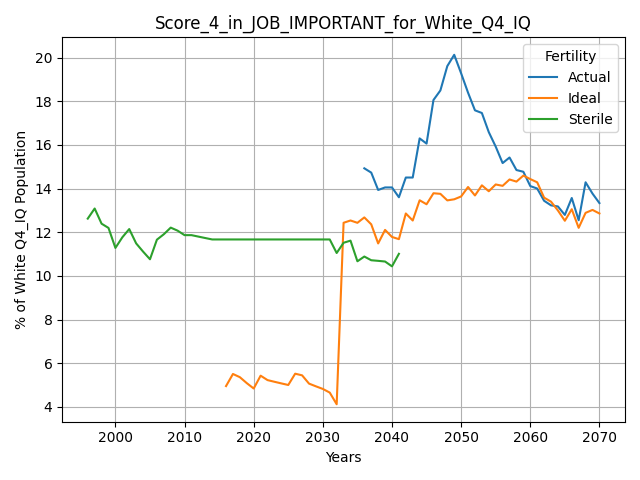 Score_4_in_JOB_IMPORTANT_for_White_Q4_IQ
Fertility
Actual
Ideal
Sterile
% of White Q4_IQ Population
20
18
16
14
12
10
8
6
4
2000 2010 2020 2030 2040 2050 2060 2070
Years